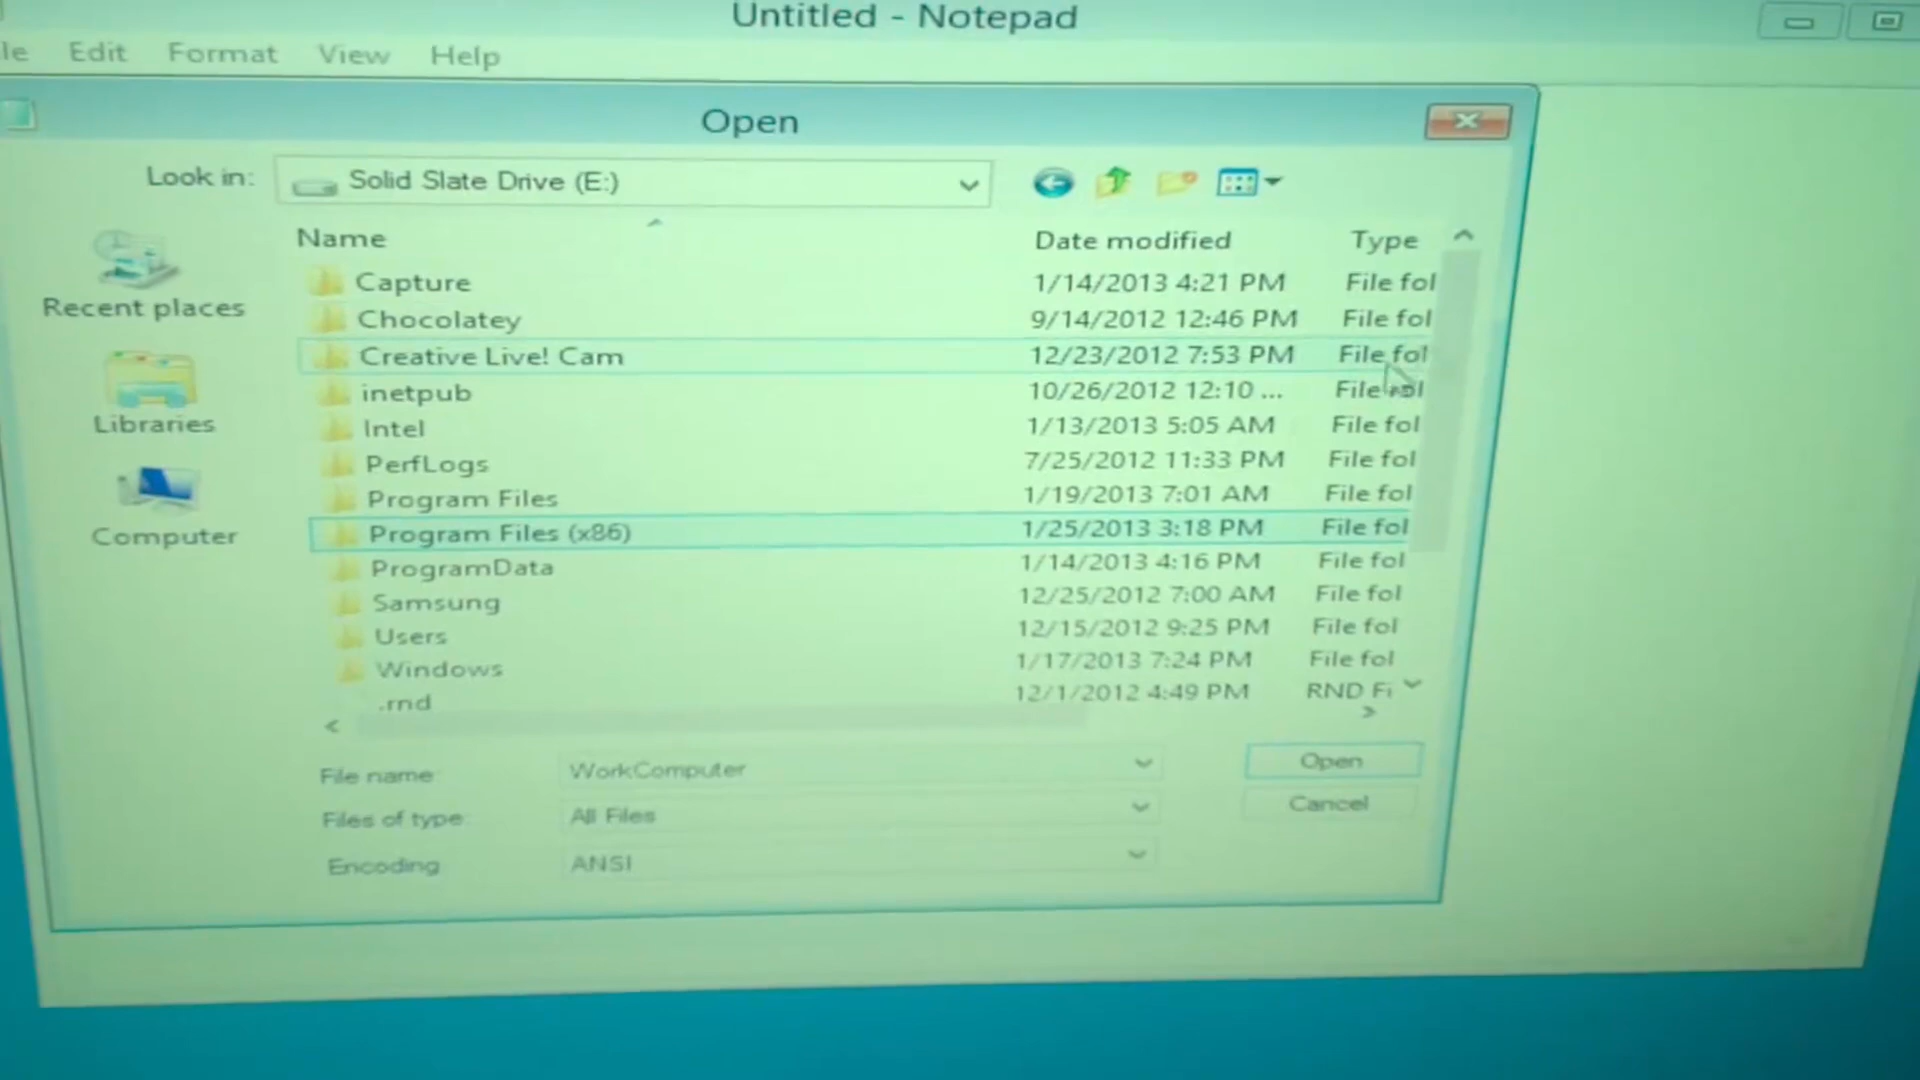 Untitled - Notepad
le Edit Format View Help
Open
Look in: Solid Slate Drive (E:)
Name Date modified Type
Capture 1/14/2013 4:21 PM File fol
Chocolatey 9/14/2012 12:46 PM File fol
Creative Live! Cam 12/23/2012 7:53 PM File fol
inetpub 10/26/2012 12:10 ... File fol
Intel 1/13/2013 5:05 AM File fol
PerfLogs 7/25/2012 11:33 PM File fol
Program Files 1/19/2013 7:01 AM File fol
Program Files (x86) 1/25/2013 3:18 PM File fol
ProgramData 1/14/2013 4:16 PM File fol
Samsung 12/25/2012 7:00 AM File fol
Users 12/15/2012 9:25 PM File fol
Windows 1/17/2013 7:24 PM File fol
.rnd 12/1/2012 4:49 PM RND Fi
Recent places
Libraries
Computer
File name: WorkComputer Open
Files of type: All Files Cancel
Encoding ANSI